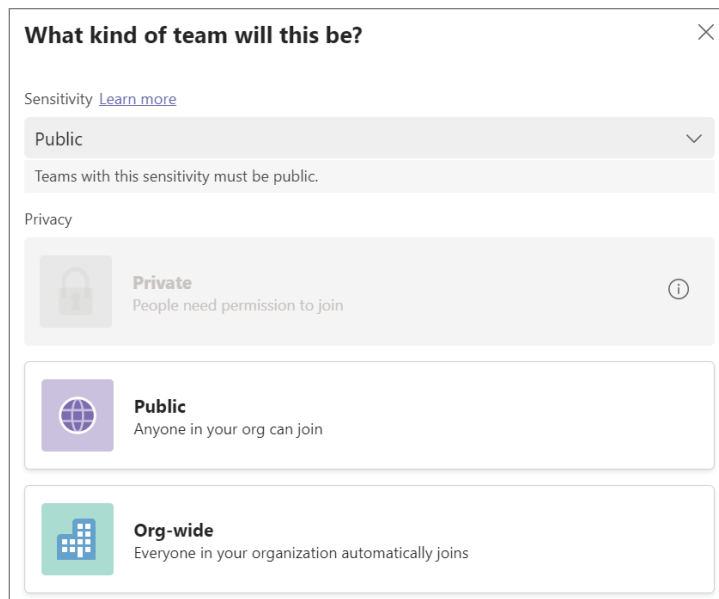 What kind of team will this be?
Sensitivity Learn more
Public
Teams with this sensitivity must be public.
Privacy
Private
People need permission to join
Public
Anyone in your org can join
Org-wide
Everyone in your organization automatically joins